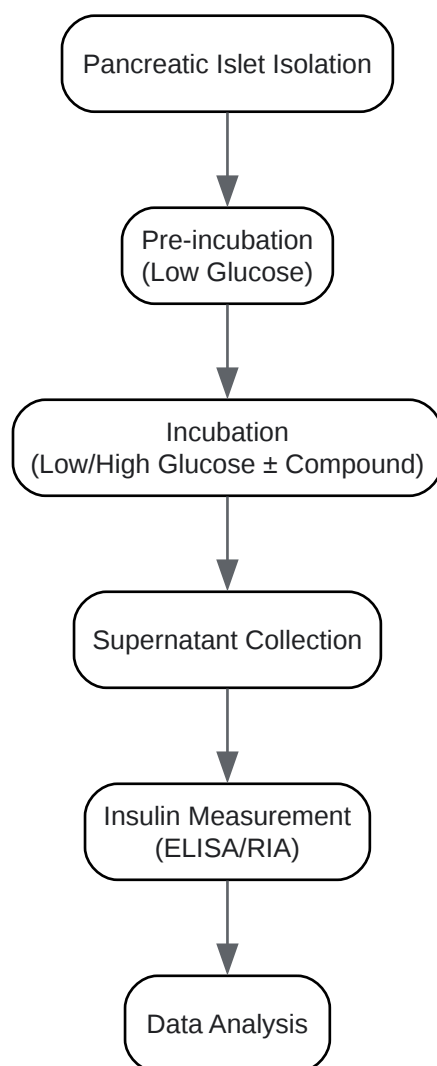 Pancreatic Islet Isolation
Pre-incubation
(Low Glucose)
Incubation
(Low/High Glucose ± Compound)
Supernatant Collection
Insulin Measurement
(ELISA/RIA)
Data Analysis